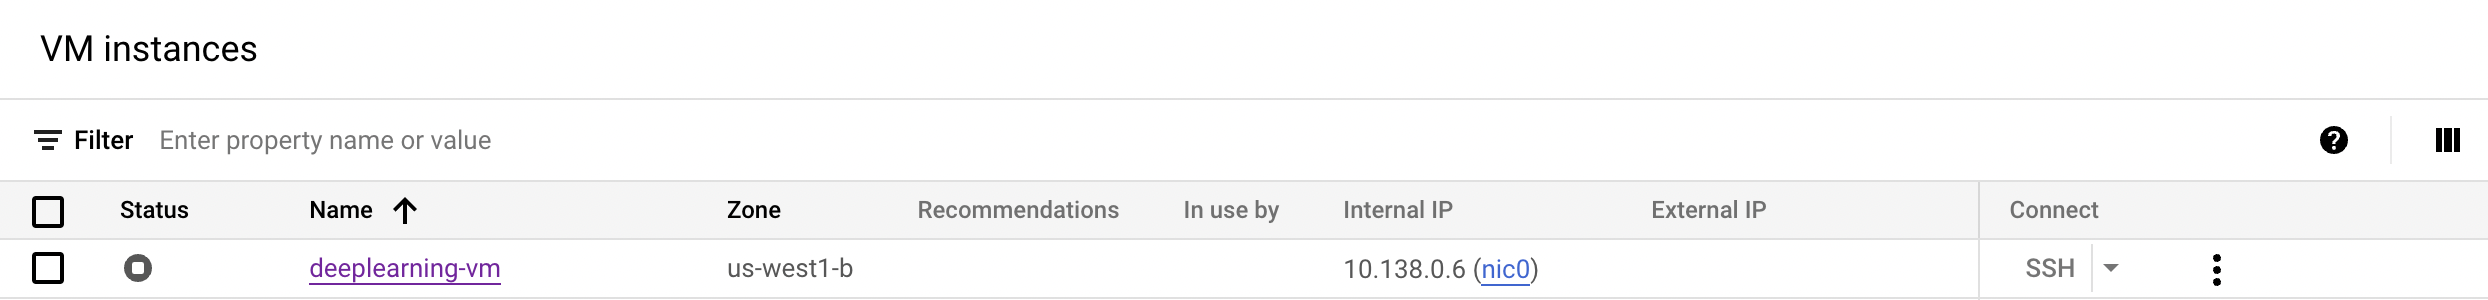 VM instances
Filter Enter property name or value
Status Name Zone Recommendations In use by Internal IP External IP Connect
deeplearning-vm us-west1-b 10.138.0.6 (nic0) SSH